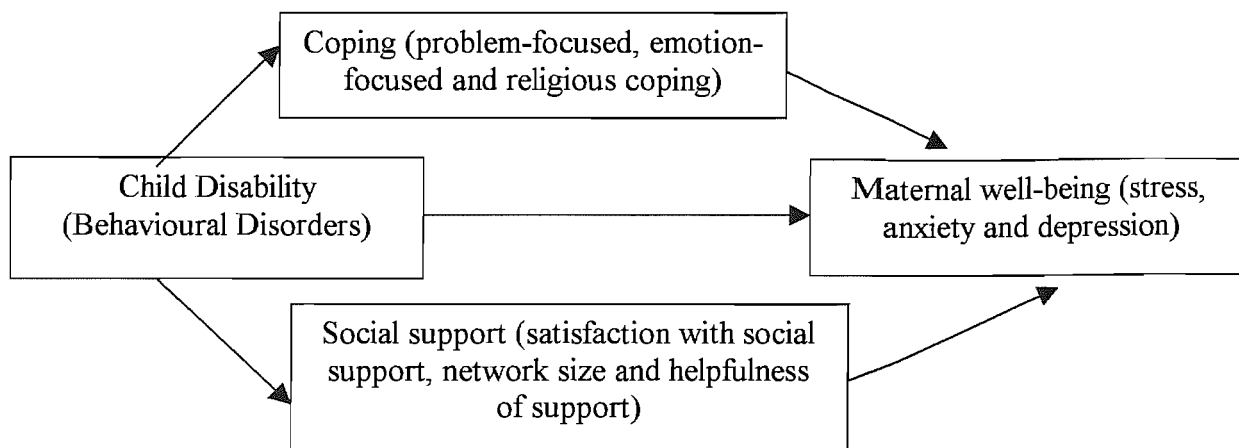 Coping (problem-focused, emotion-
focused and religious coping)
Child Disability
(Behavioural Disorders)
Maternal well-being (stress,
anxiety and depression)
Social support (satisfaction with social
support, network size and helpfulness
of support)